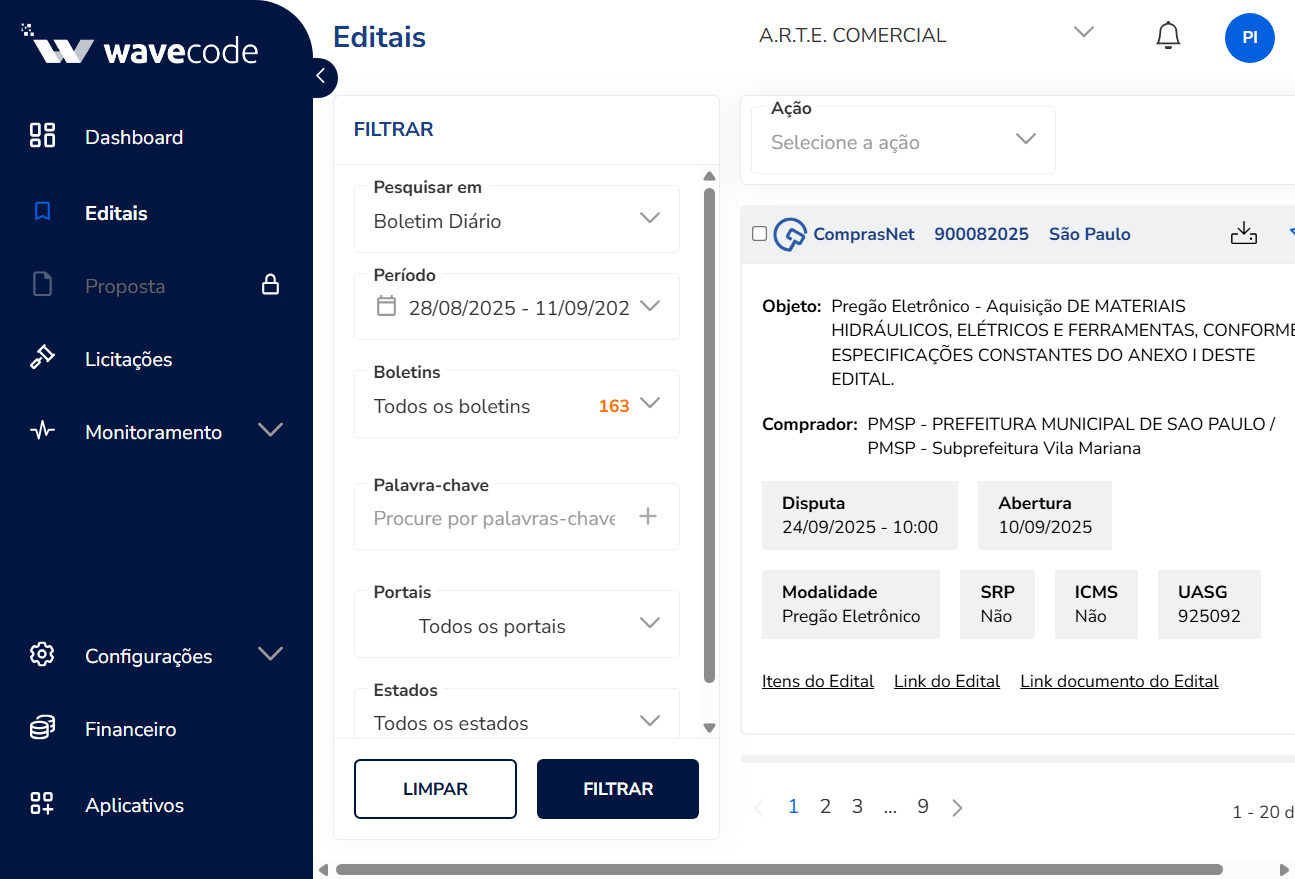 wavecode
Dashboard
Editais
Proposta
Licitações
Monitoramento
Configurações
Financeiro
Aplicativos
Editais
A.R.T.E. COMERCIAL
PI
FILTRAR
Pesquisar em
Boletim Diário
Período
28/08/2025 - 11/09/202
Boletins
Todos os boletins 163
Palavra-chave
Procure por palavras-chave
Portais
Todos os portais
Estados
Todos os estados
LIMPAR
FILTRAR
Ação
Selecione a ação
ComprasNet 900082025 São Paulo
Objeto: Pregão Eletrônico - Aquisição DE MATERIAIS
HIDRÁULICOS, ELÉTRICOS E FERRAMENTAS, CONFORME
ESPECIFICAÇÕES CONSTANTES DO ANEXO I DESTE
EDITAL.
Comprador: PMSP - PREFEITURA MUNICIPAL DE SAO PAULO /
PMSP - Subprefeitura Vila Mariana
Disputa
24/09/2025 - 10:00
Abertura
10/09/2025
Modalidade
Pregão Eletrônico
SRP
Não
ICMS
Não
UASG
925092
Itens do Edital Link do Edital Link documento do Edital
1 2 3 ... 9
1 - 20 d